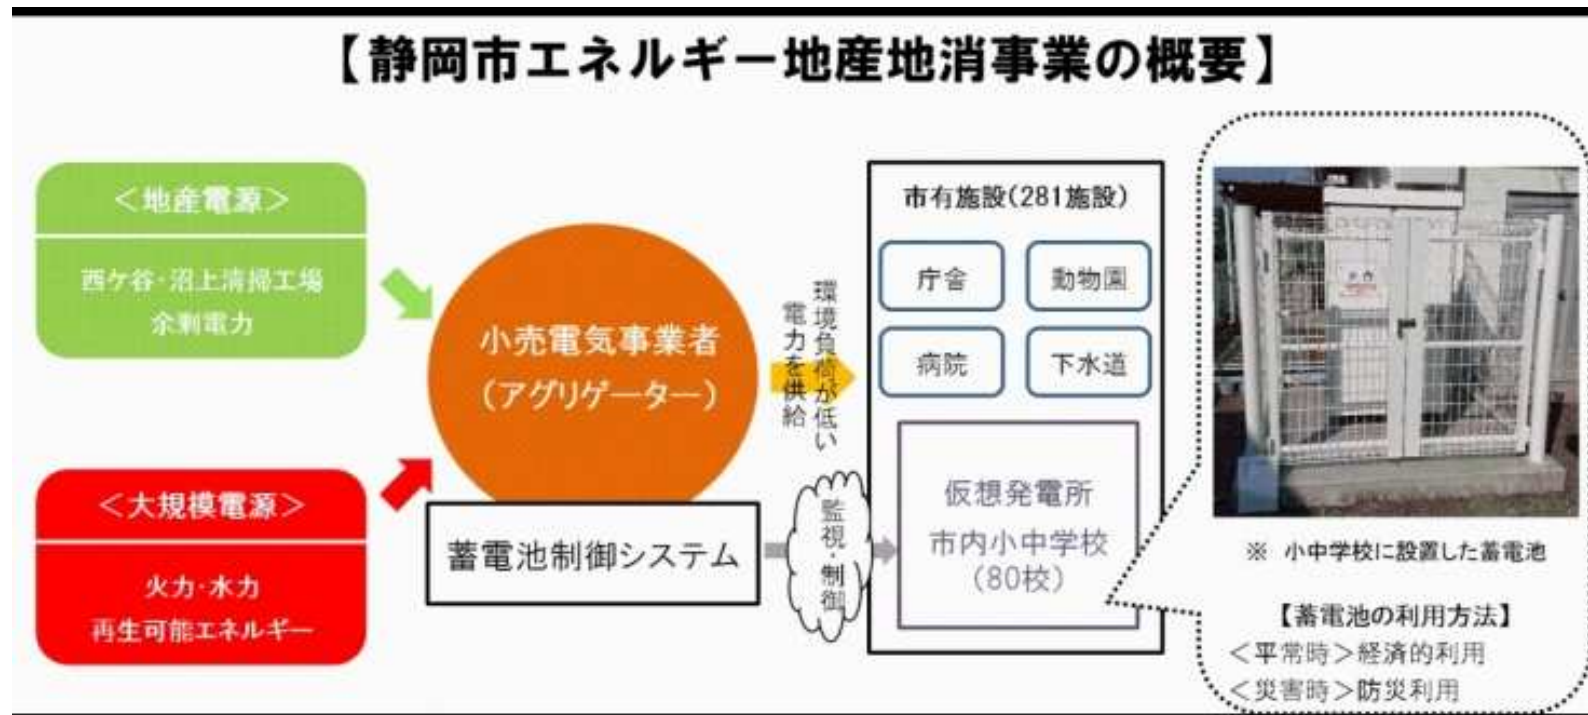 【静岡市エネルギー地産地消事業の概要】
＜地産電源＞
西ケ谷・沼上清掃工場
余剰電力
＜大規模電源＞
火力・水力
再生可能エネルギー
小売電気事業者
（アグリゲーター）
蓄電池制御システム
環境負荷が低い
電力を供給
監視・制御
市有施設（281施設）
庁舎
動物園
病院
下水道
仮想発電所
市内小中学校
（80校）
※ 小中学校に設置した蓄電池
【蓄電池の利用方法】
＜平常時＞経済的利用
＜災害時＞防災利用